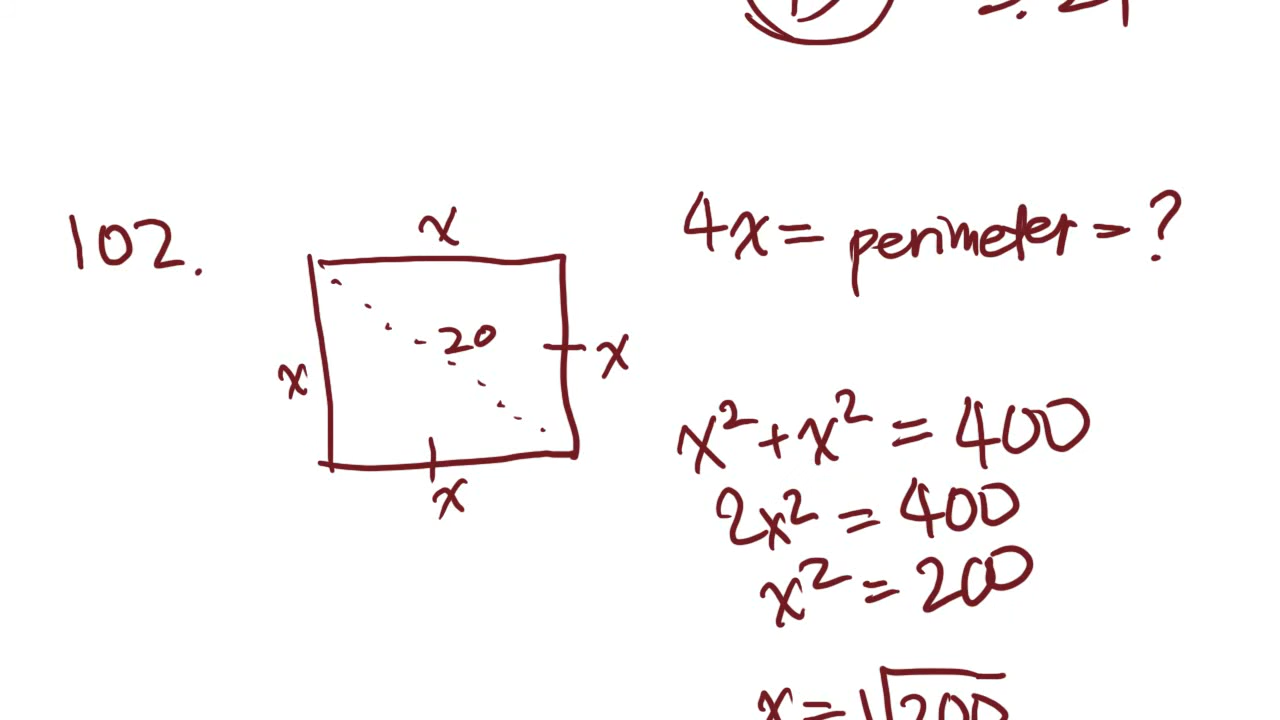 102.
x
x
20
x
x
4x = perimeter = ?
x² + x² = 400
2x² = 400
x² = 200
x = √200